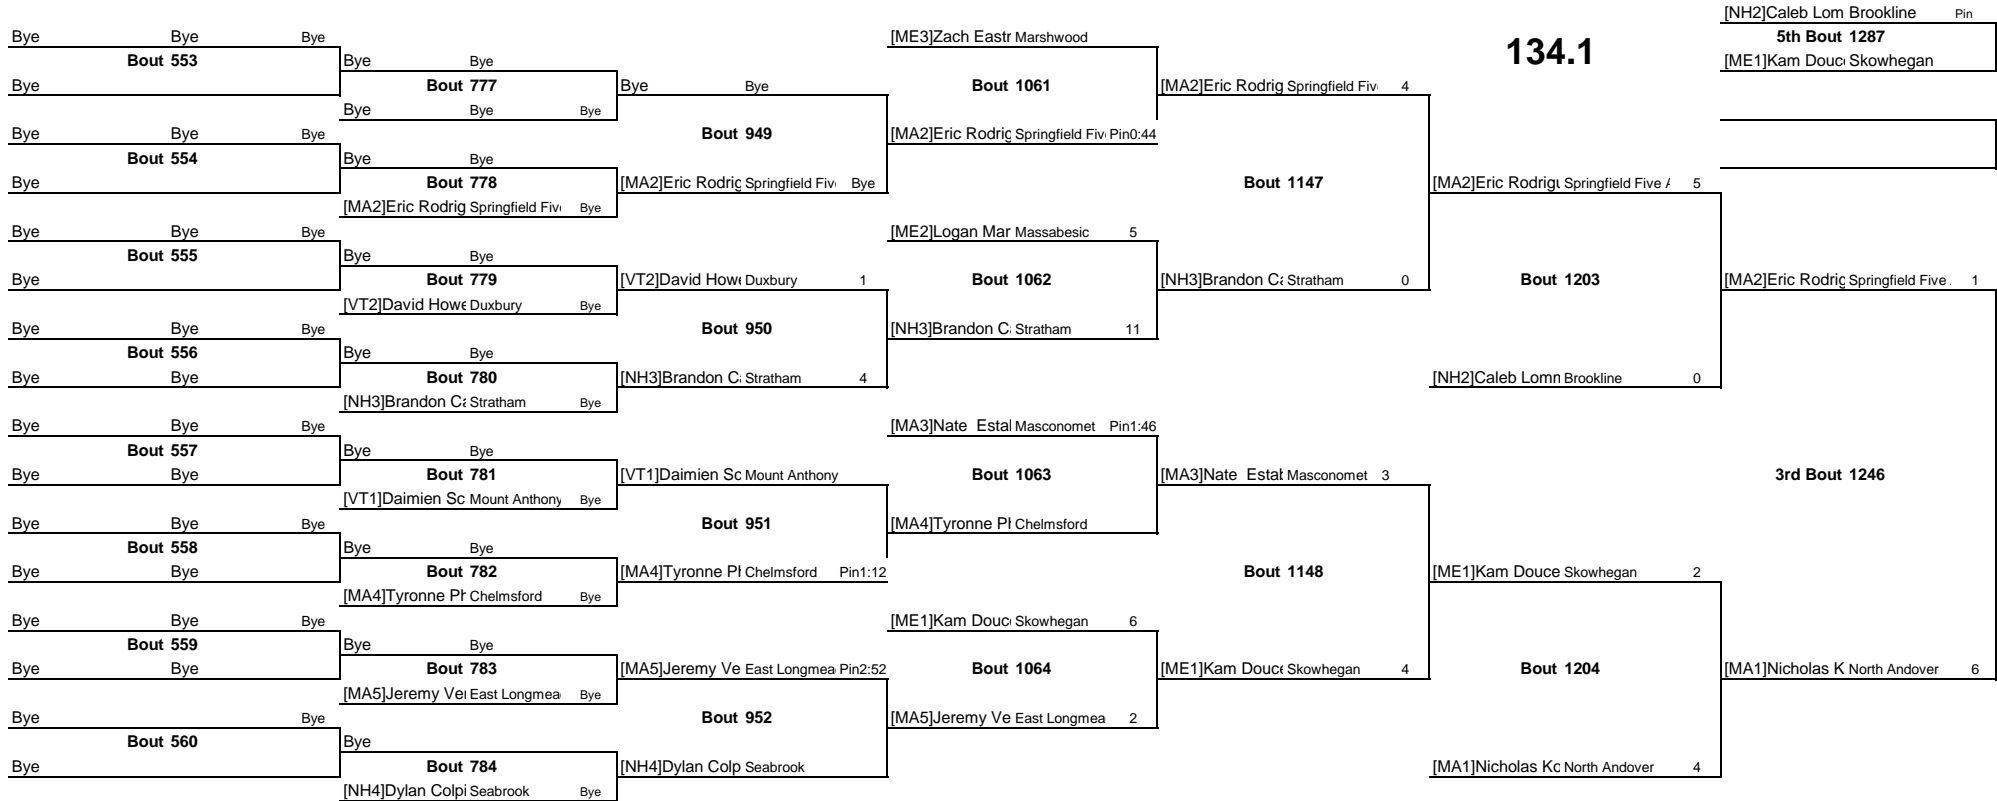 [NH2]Caleb Lom Brookline Pin
Bye Bye Bye [ME3]Zach Eastr Marshwood 134.1 5th Bout 1287
Bout 553 Bye Bye [ME1]Kam Douc Skowhegan
Bye Bout 777 Bye Bye Bout 1061 [MA2]Eric Rodrig Springfield Fiv 4
Bye Bye Bye
Bye Bye Bye Bout 949 [MA2]Eric Rodrig Springfield Fiv Pin0:44
Bout 554 Bye Bye
Bye Bout 778 [MA2]Eric Rodrig Springfield Fiv Bye Bout 1147 [MA2]Eric Rodrigu Springfield Five A 5
[MA2]Eric Rodrig Springfield Fiv Bye
Bye Bye Bye [ME2]Logan Mar Massabesic 5
Bout 555 Bye Bye
Bye Bout 779 [VT2]David Howe Duxbury 1 Bout 1062 [NH3]Brandon Ca Stratham 0 Bout 1203 [MA2]Eric Rodrig Springfield Five 1
[VT2]David Howe Duxbury Bye
Bye Bye Bye Bout 950 [NH3]Brandon C Stratham 11
Bout 556 Bye Bye
Bye Bye Bout 780 [NH3]Brandon C Stratham 4 [NH2]Caleb Lomn Brookline 0
[NH3]Brandon Ca Stratham Bye
Bye Bye Bye [MA3]Nate Estal Masconomet Pin1:46
Bout 557 Bye Bye
Bye Bye Bout 781 [VT1]Daimien Sc Mount Anthony Bout 1063 [MA3]Nate Estal Masconomet 3 3rd Bout 1246
[VT1]Daimien Sc Mount Anthony Bye
Bye Bye Bye Bout 951 [MA4]Tyronne Pl Chelmsford
Bout 558 Bye Bye
Bye Bye Bout 782 [MA4]Tyronne Pl Chelmsford Pin1:12 Bout 1148 [ME1]Kam Douce Skowhegan 2
[MA4]Tyronne Ph Chelmsford Bye
Bye Bye Bye [ME1]Kam Douc Skowhegan 6
Bout 559 Bye Bye
Bye Bye Bout 783 [MA5]Jeremy Ve East Longmea Pin2:52 Bout 1064 [ME1]Kam Douce Skowhegan 4 Bout 1204 [MA1]Nicholas K North Andover 6
[MA5]Jeremy Ve East Longmea Bye
Bye Bye Bout 952 [MA5]Jeremy Ve East Longmea 2
Bout 560 Bye
Bye Bout 784 [NH4]Dylan Colp Seabrook [MA1]Nicholas Ko North Andover 4
[NH4]Dylan Colpi Seabrook Bye